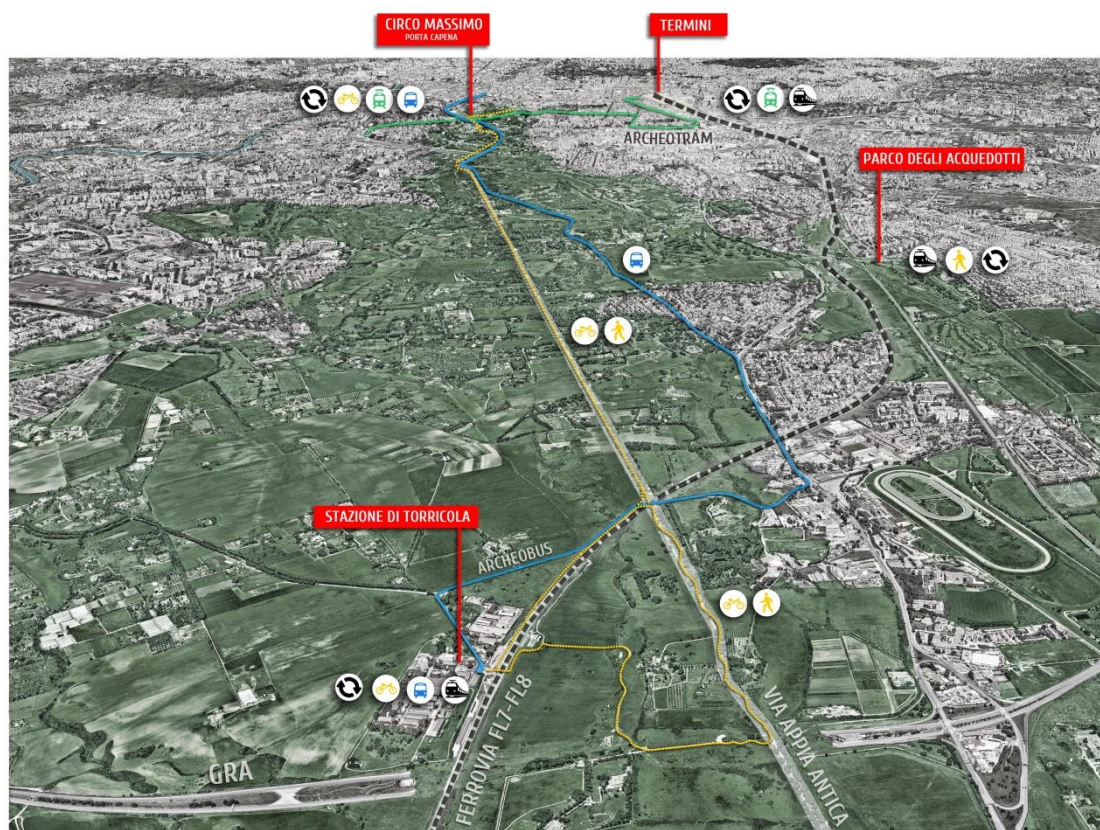 CIRCO MASSIMO
PORTA CAPENA
TERMINI
ARCHEOTRAM
PARCO DEGLI ACQUEDOTTI
STAZIONE DI TORRICOLA
ARCHEOBUS
GRA
FERROVIA FL7-FL8
VIA APPIA ANTICA